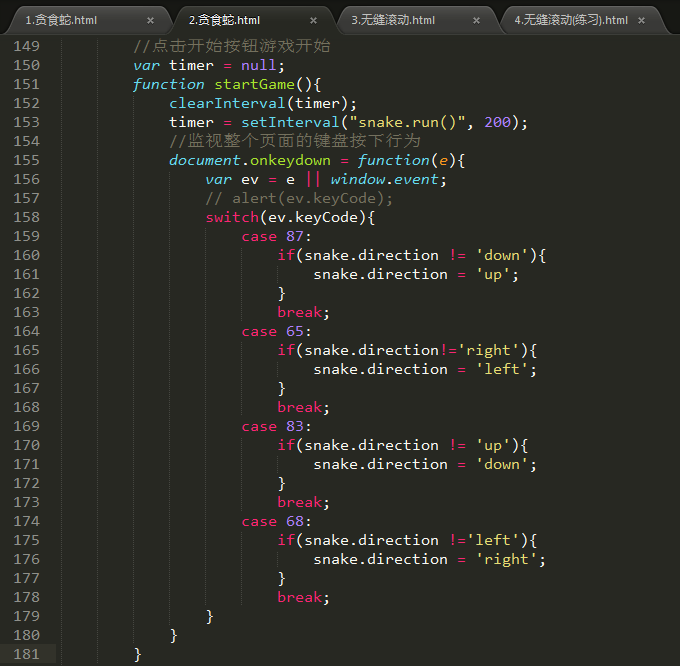 1.贪食蛇.html × 2.贪食蛇.html × 3.无缝滚动.html × 4.无缝滚动(练习).html ×
149 //点击开始按钮游戏开始
150 var timer = null;
151 function startGame(){
152 clearInterval(timer);
153 timer = setInterval("snake.run()", 200);
154 //监视整个页面的键盘按下行为
155 document.onkeydown = function(e){
156 var ev = e || window.event;
157 // alert(ev.keyCode);
158 switch(ev.keyCode){
159 case 87:
160 if(snake.direction != 'down'){
161 snake.direction = 'up';
162 }
163 break;
164 case 65:
165 if(snake.direction!='right'){
166 snake.direction = 'left';
167 }
168 break;
169 case 83:
170 if(snake.direction != 'up'){
171 snake.direction = 'down';
172 }
173 break;
174 case 68:
175 if(snake.direction !='left'){
176 snake.direction = 'right';
177 }
178 break;
179 }
180 }
181 }